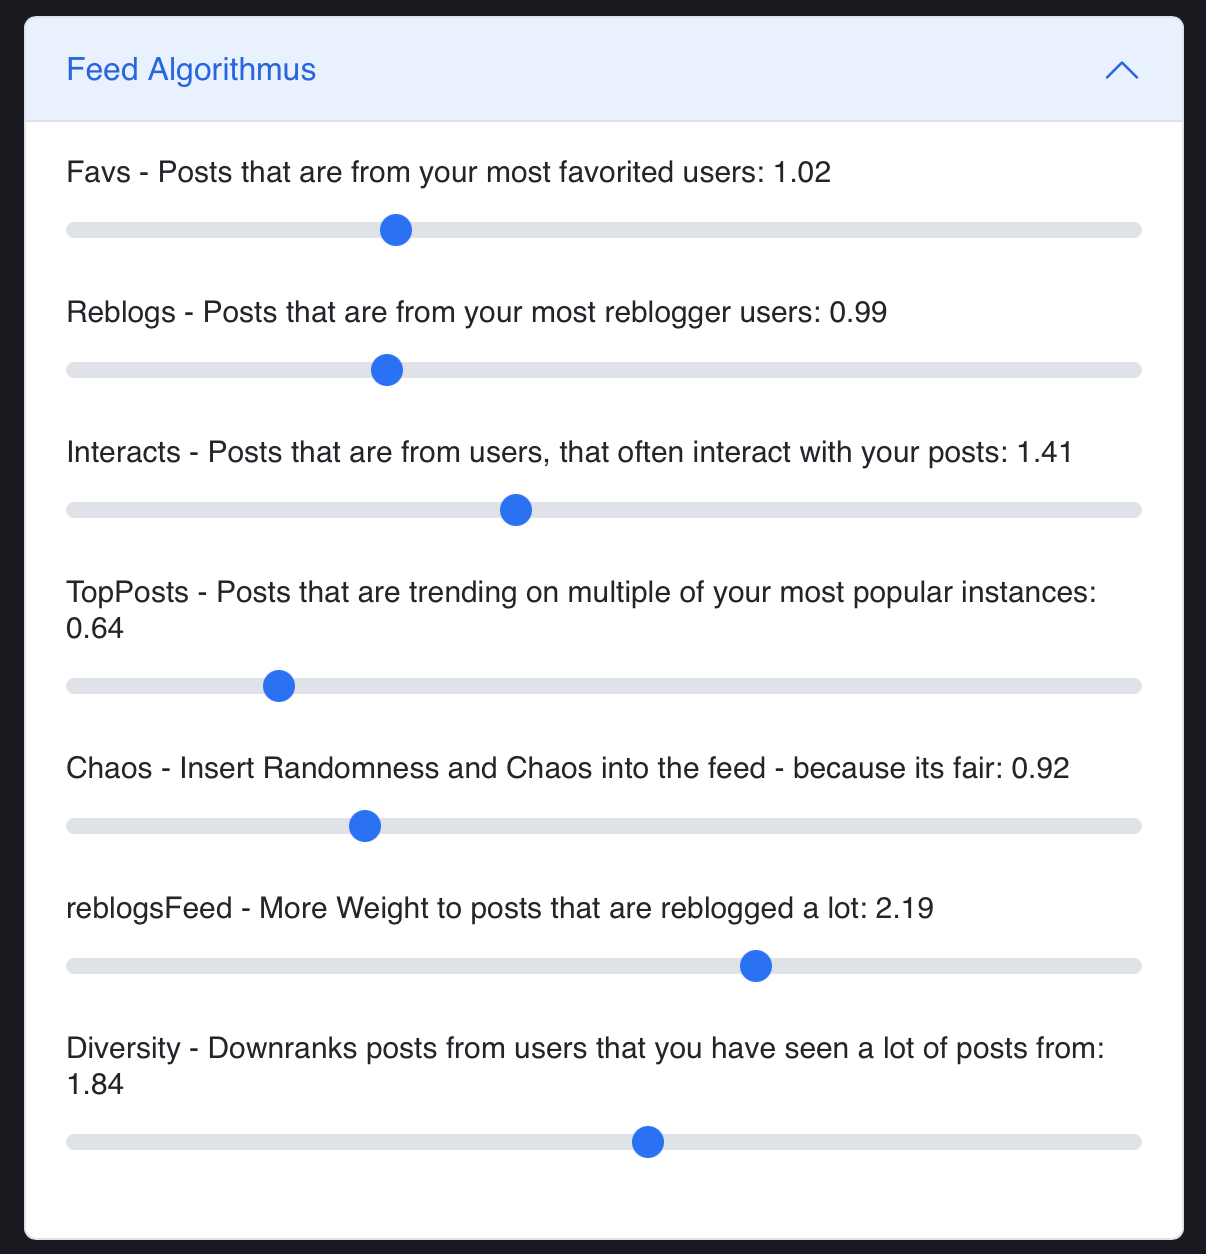 Feed Algorithmus
Favs - Posts that are from your most favorited users: 1.02
Reblogs - Posts that are from your most reblogger users: 0.99
Interacts - Posts that are from users, that often interact with your posts: 1.41
TopPosts - Posts that are trending on multiple of your most popular instances:
0.64
Chaos - Insert Randomness and Chaos into the feed - because its fair: 0.92
reblogsFeed - More Weight to posts that are reblogged a lot: 2.19
Diversity - Downranks posts from users that you have seen a lot of posts from:
1.84